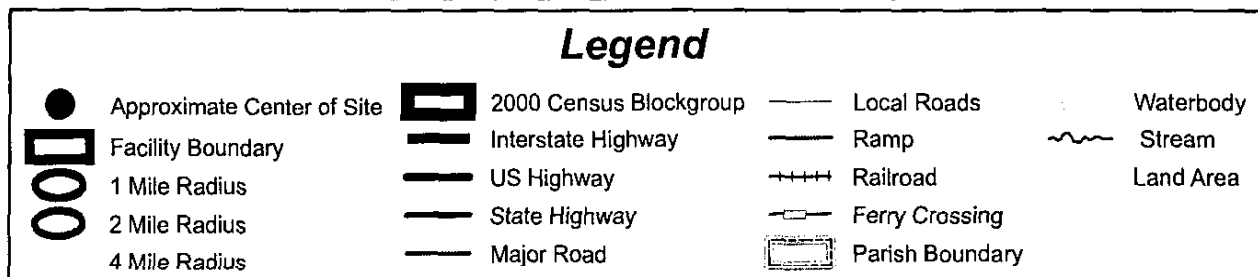 Legend
Approximate Center of Site
Facility Boundary
1 Mile Radius
2 Mile Radius
4 Mile Radius
2000 Census Blockgroup
Interstate Highway
US Highway
State Highway
Major Road
Local Roads
Ramp
Railroad
Ferry Crossing
Parish Boundary
Waterbody
Stream
Land Area